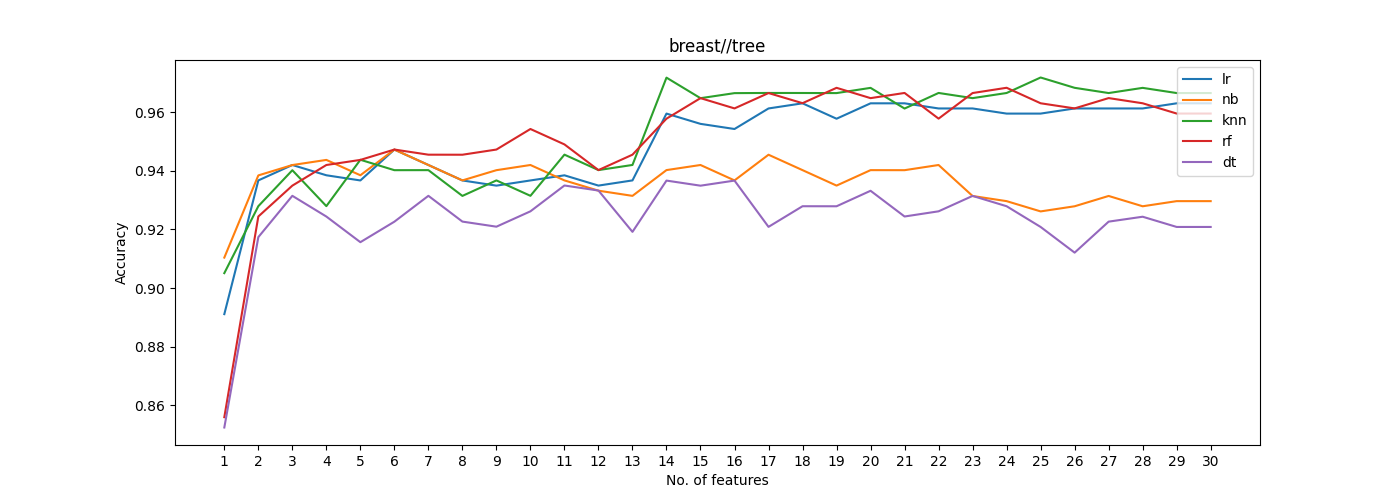 breast//tree
lr
nb
knn
rf
dt
0.96
0.94
0.92
0.90
0.88
0.86
Accuracy
1 2 3 4 5 6 7 8 9 10 11 12 13 14 15 16 17 18 19 20 21 22 23 24 25 26 27 28 29 30
No. of features